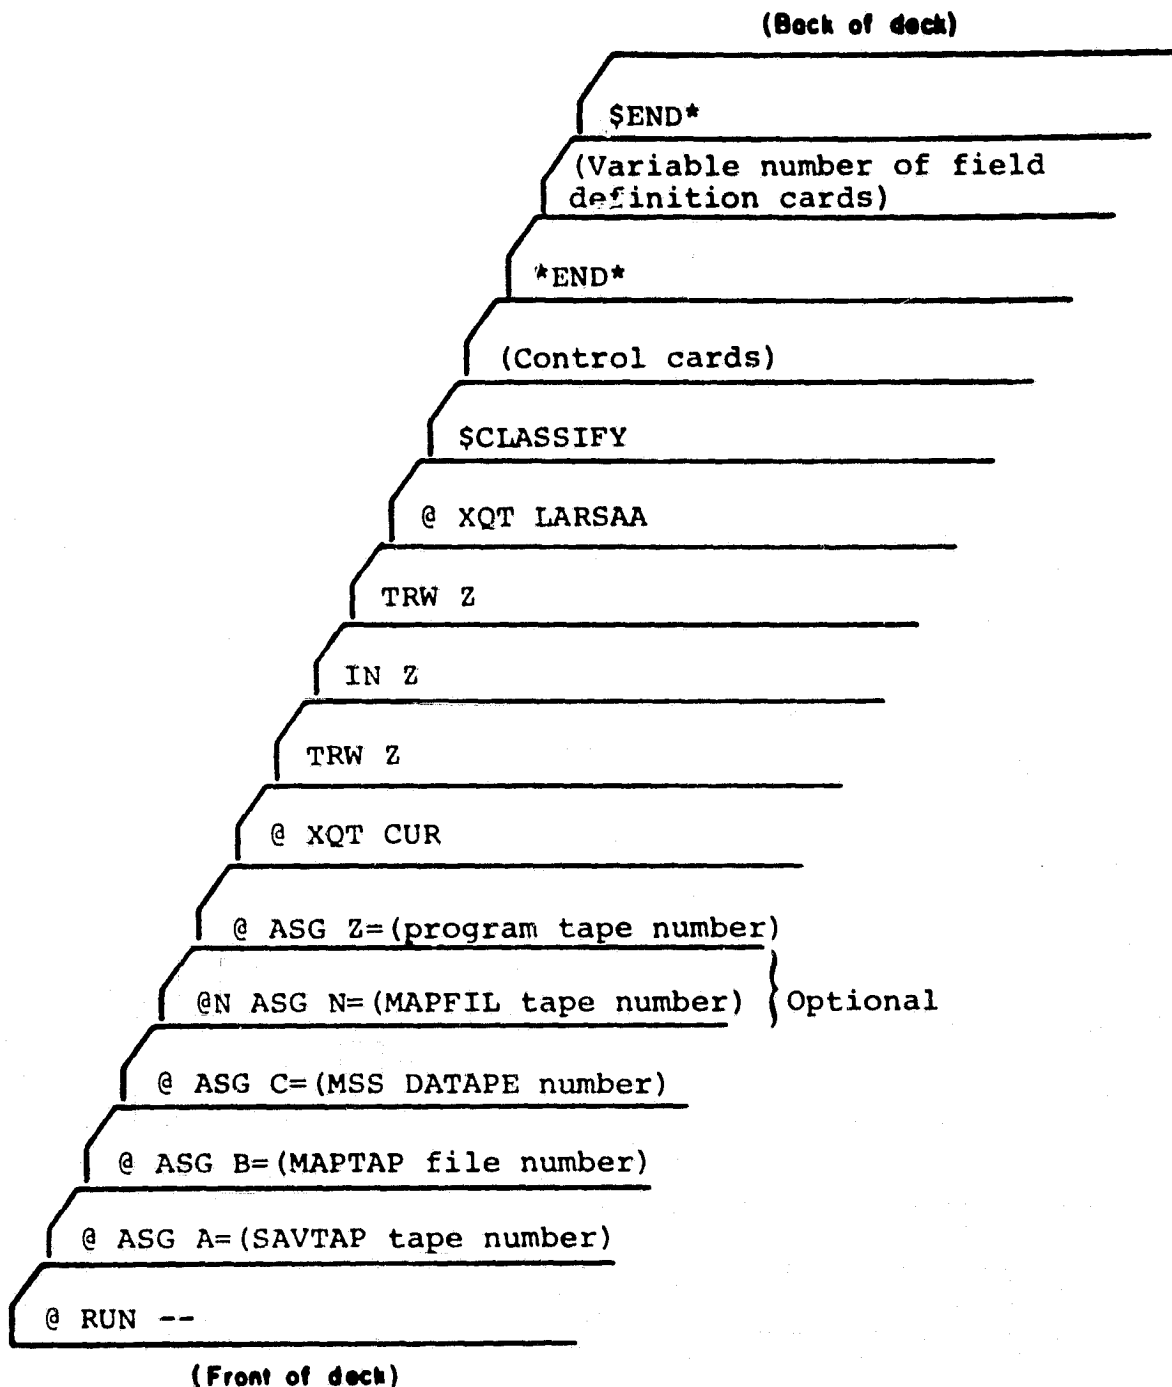 (Back of deck)
$END*
(Variable number of field
definition cards)
*END*
(Control cards)
$CLASSIFY
@ XQT LARSAA
TRW Z
IN Z
TRW Z
@ XQT CUR
@ ASG Z=(program tape number)
@N ASG N=(MAPFIL tape number) Optional
@ ASG C=(MSS DATAPE number)
@ ASG B=(MAPTAP file number)
@ ASG A=(SAVTAP tape number)
@ RUN --
(Front of deck)